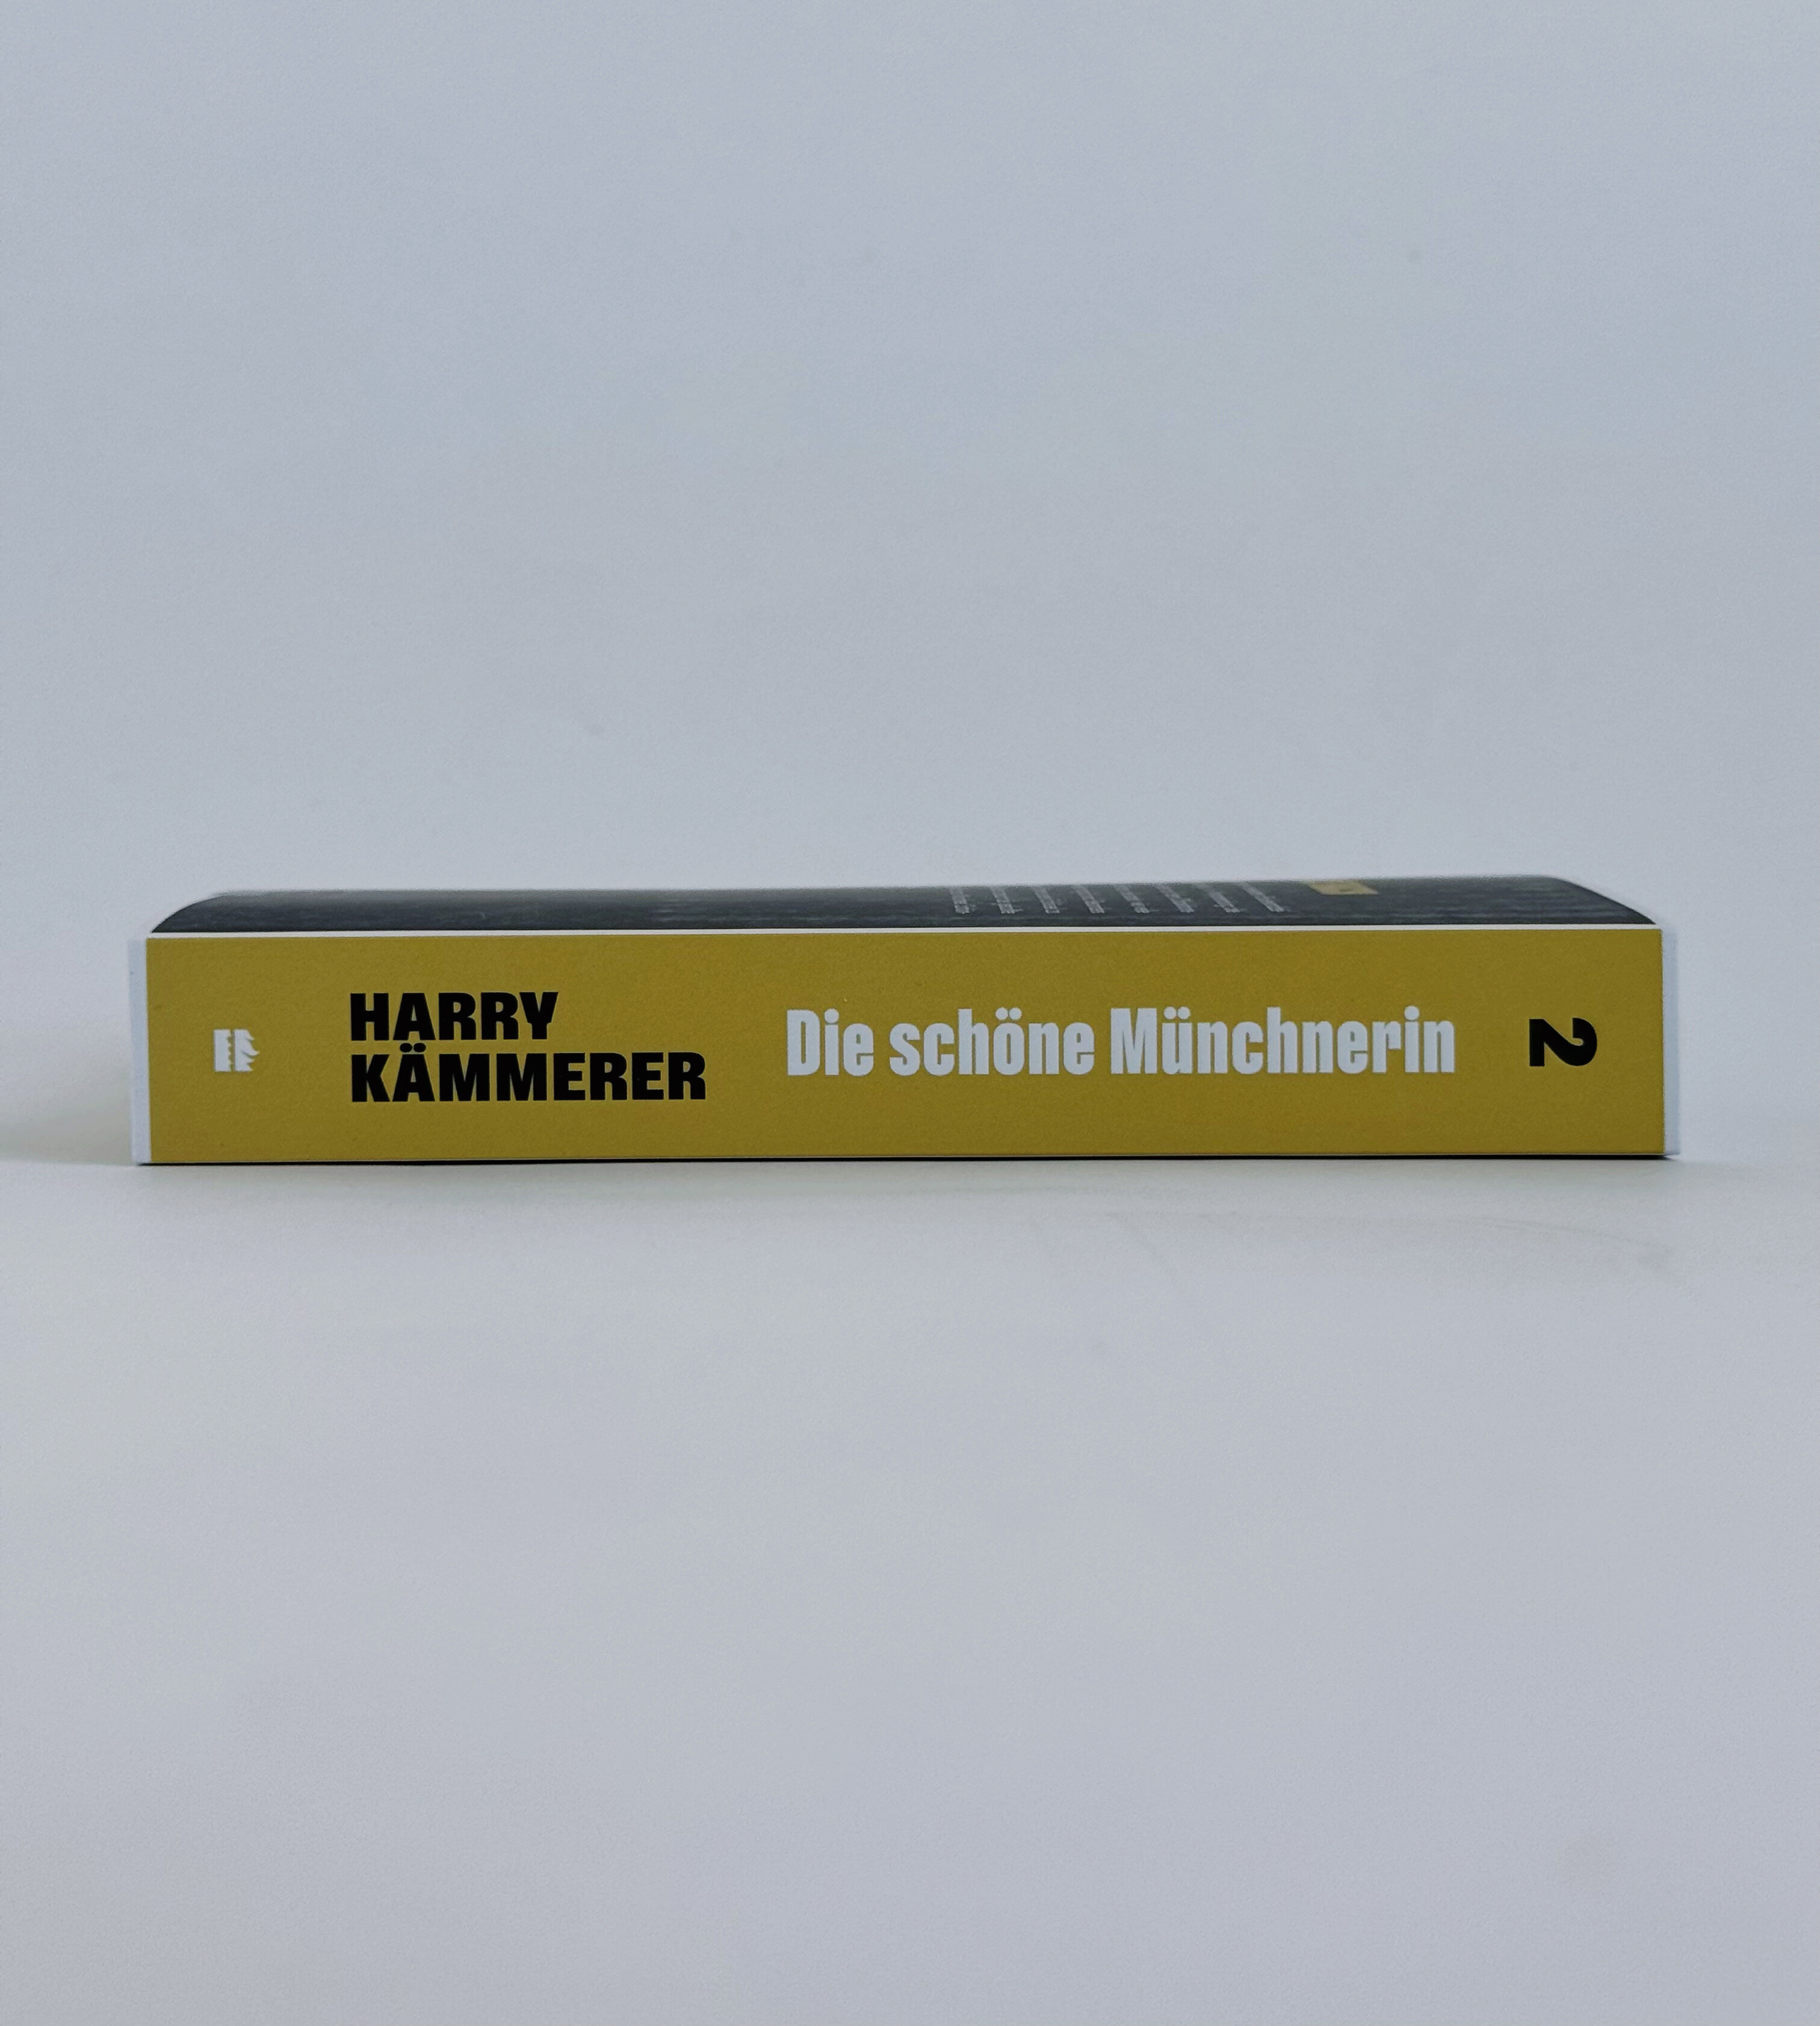 HARRY
KÄMMERER
Die schöne Münchnerin
2